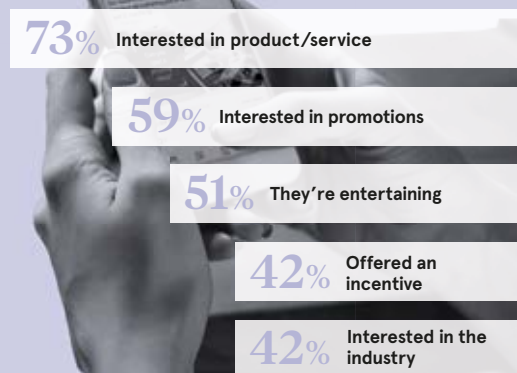 73% Interested in product/service
59% Interested in promotions
51% They're entertaining
42% Offered an
incentive
42% Interested in the
industry